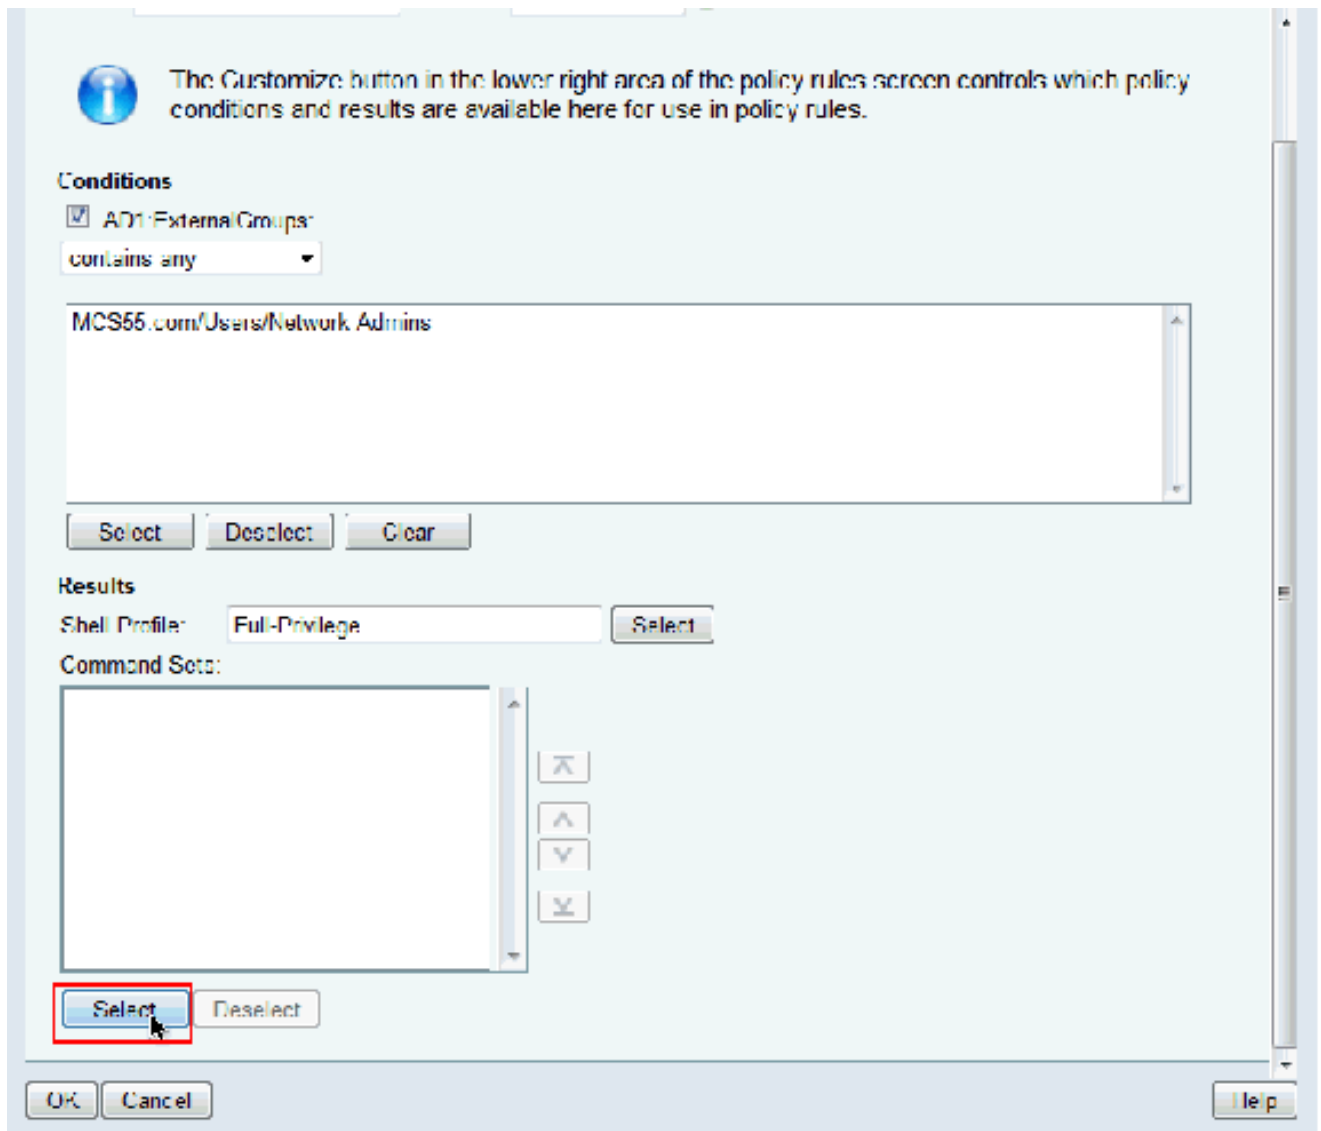 The Customize button in the lower right area of the policy rules screen controls which policy
conditions and results are available here for use in policy rules.
Conditions
AD1:ExternalGroups:
contains any
MCS55.com/Users/Network Admins
Select Deselect Clear
Results
Shell Profile: Full-Privilege Select
Command Sets:
Select Deselect
OK Cancel Help